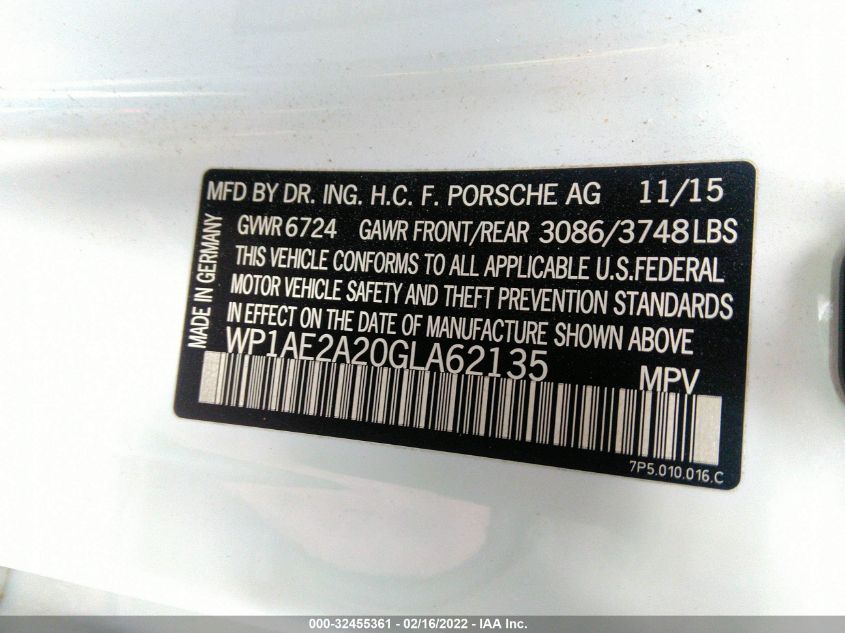 MFD BY DR. ING. H.C. F. PORSCHE AG 11/15
GVWR 6724 GAWR FRONT/REAR 3086/3748LBS
THIS VEHICLE CONFORMS TO ALL APPLICABLE U.S.FEDERAL
MOTOR VEHICLE SAFETY AND THEFT PREVENTION STANDARDS
IN EFFECT ON THE DATE OF MANUFACTURE SHOWN ABOVE
MADE IN GERMANY
WP1AE2A20GLA62135 MPV
7P5.010.016.C
000-32455361 - 02/16/2022 - IAA Inc.